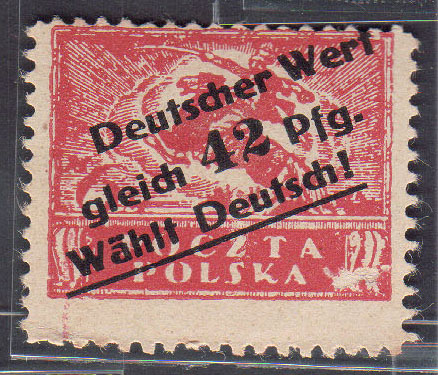 Deutscher Wert
gleich 42 Pfg.
Wählt Deutsch!
POCZTA
POLSKA